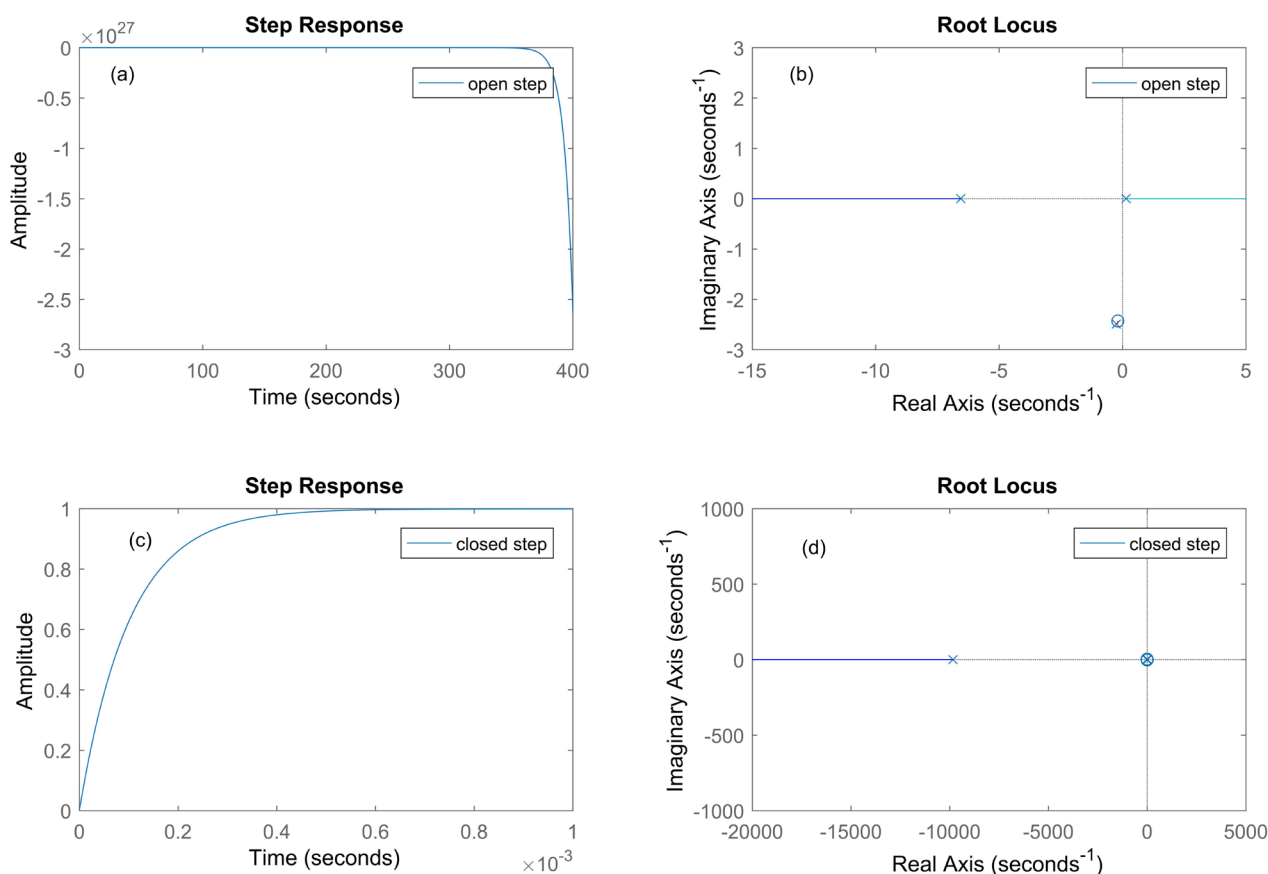 Step Response
×10^27
(a)
open step
0
-0.5
-1
-1.5
-2
-2.5
-3
Amplitude
0 100 200 300 400
Time (seconds)
Root Locus
(b)
open step
3
2
1
0
-1
-2
-3
Imaginary Axis (seconds^-1)
-15 -10 -5 0 5
Real Axis (seconds^-1)
Step Response
(c)
closed step
1
0.8
0.6
0.4
0.2
0
Amplitude
0 0.2 0.4 0.6 0.8 1
Time (seconds)
×10^-3
Root Locus
(d)
closed step
1000
500
0
-500
-1000
Imaginary Axis (seconds^-1)
-20000 -15000 -10000 -5000 0 5000
Real Axis (seconds^-1)